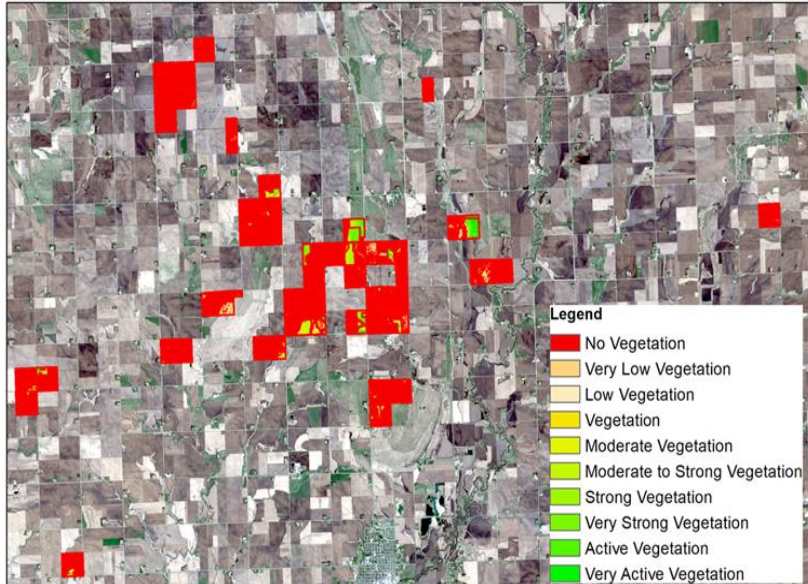 Legend
No Vegetation
Very Low Vegetation
Low Vegetation
Vegetation
Moderate Vegetation
Moderate to Strong Vegetation
Strong Vegetation
Very Strong Vegetation
Active Vegetation
Very Active Vegetation